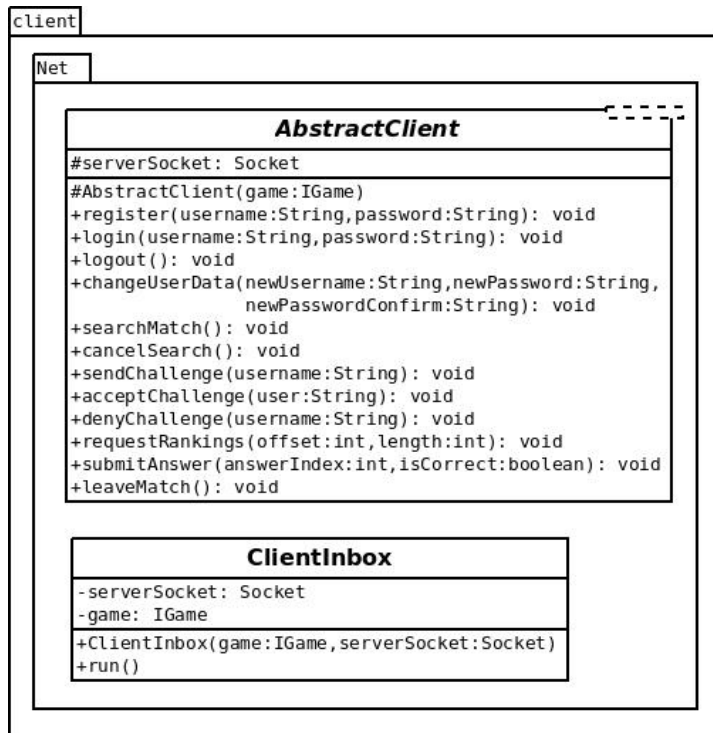 client
Net
AbstractClient
#serverSocket: Socket
#AbstractClient(game:IGame)
+register(username:String,password:String): void
+login(username:String,password:String): void
+logout(): void
+changeUserData(newUsername:String,newPassword:String,
newPasswordConfirm:String): void
+searchMatch(): void
+cancelSearch(): void
+sendChallenge(username:String): void
+acceptChallenge(user:String): void
+denyChallenge(username:String): void
+requestRankings(offset:int,length:int): void
+submitAnswer(answerIndex:int,isCorrect:boolean): void
+leaveMatch(): void
ClientInbox
-serverSocket: Socket
-game: IGame
+ClientInbox(game:IGame,serverSocket:Socket)
+run()